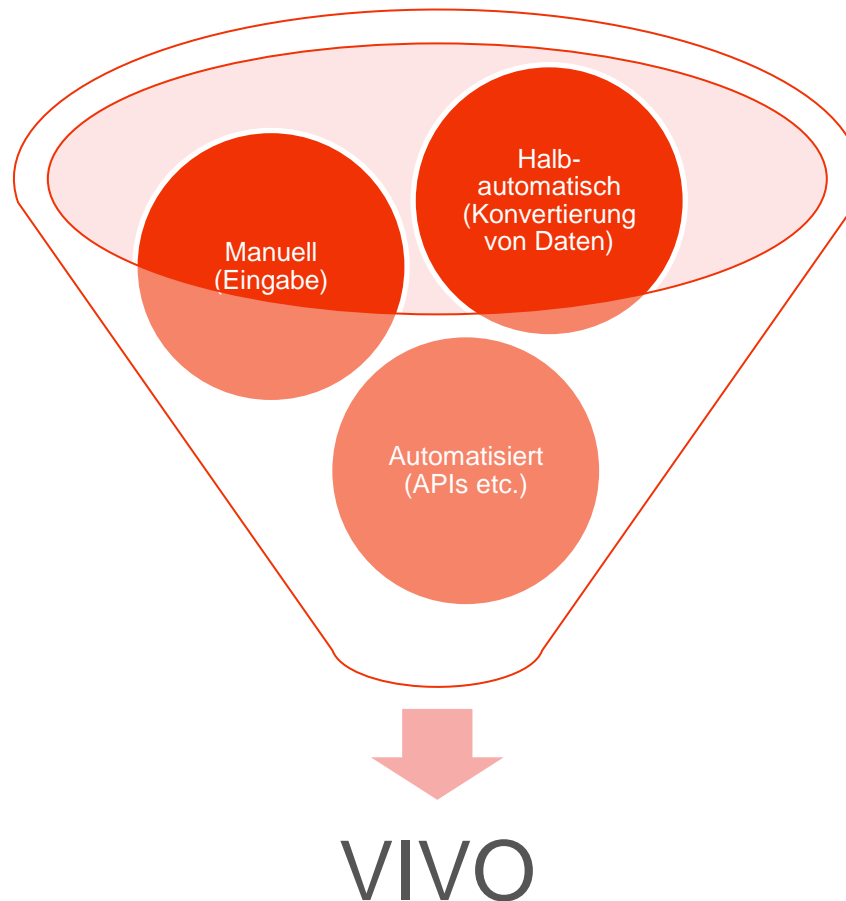 Halb-
automatisch
(Konvertierung
von Daten)
Manuell
(Eingabe)
Automatisiert
(APIs etc.)
VIVO